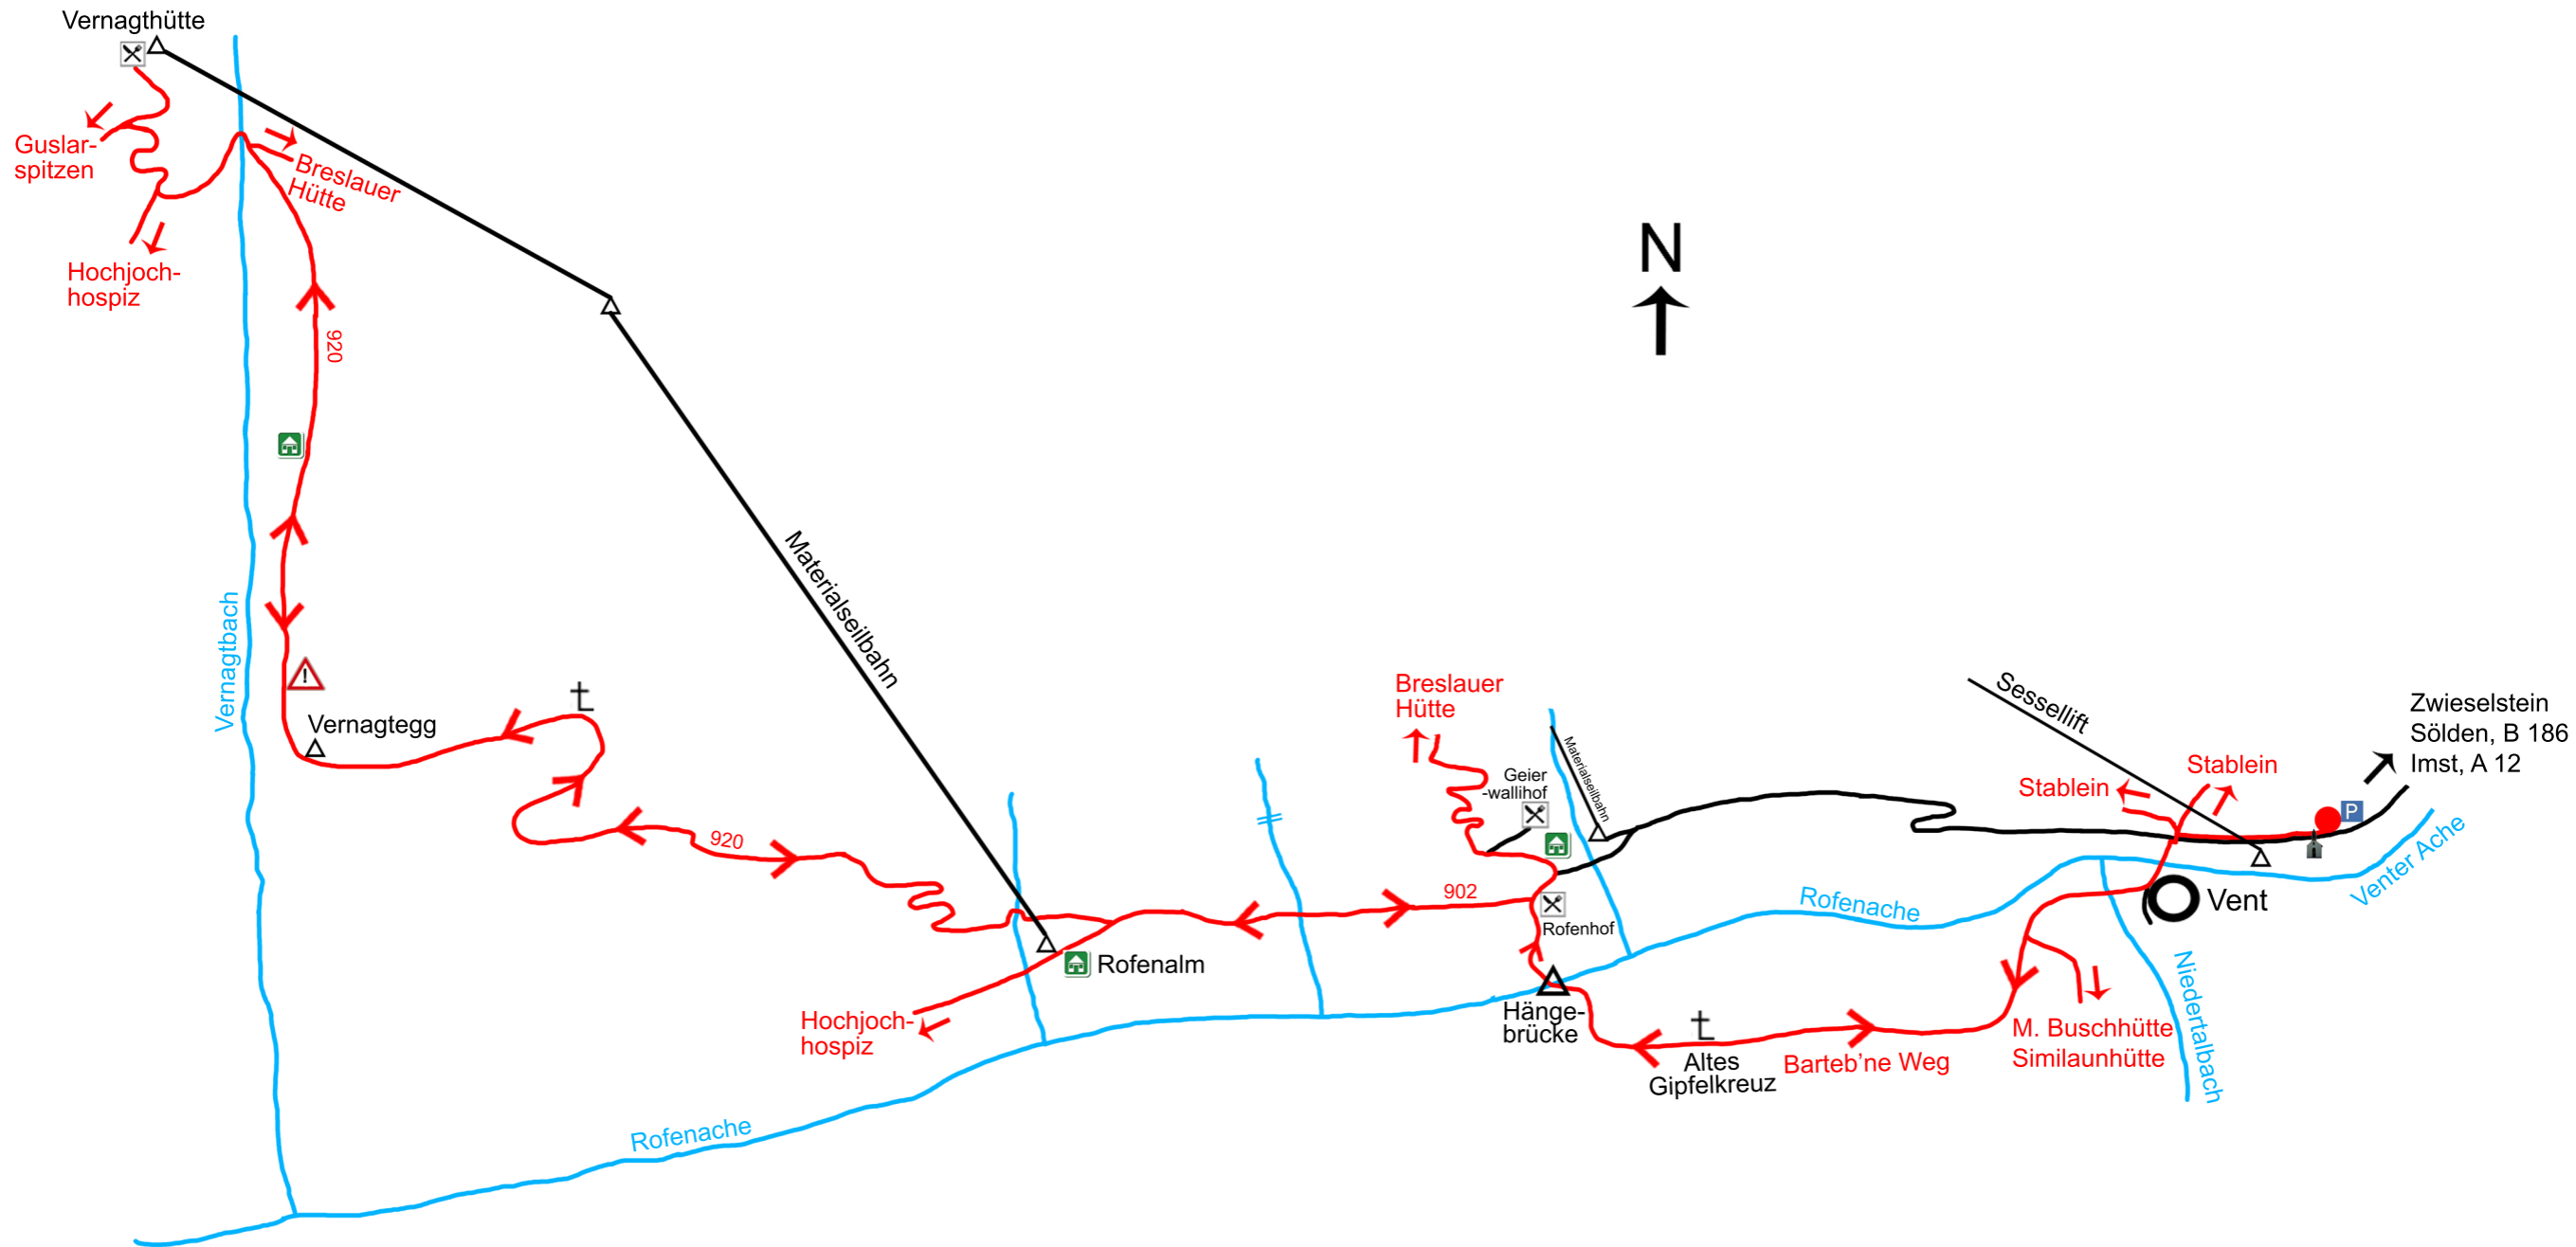 Vernagthütte
Guslar-
spitzen
Breslauer
Hütte
Hochjoch-
hospiz
920
N
Materialseilbahn
Vernagtbach
Vernagtegg
920
Breslauer
Hütte
Geier
-wallihof
Materialseilbahn
Sessellift
Stablein
Stablein
Zwieselstein
Sölden, B 186
Imst, A 12
P
Venter Ache
Vent
Rofenache
902
Rofenhof
Rofenalm
Hochjoch-
hospiz
Hänge-
brücke
Altes
Gipfelkreuz
Barteb'ne Weg
M. Buschhütte
Similaunhütte
Niedertalbach
Rofenache